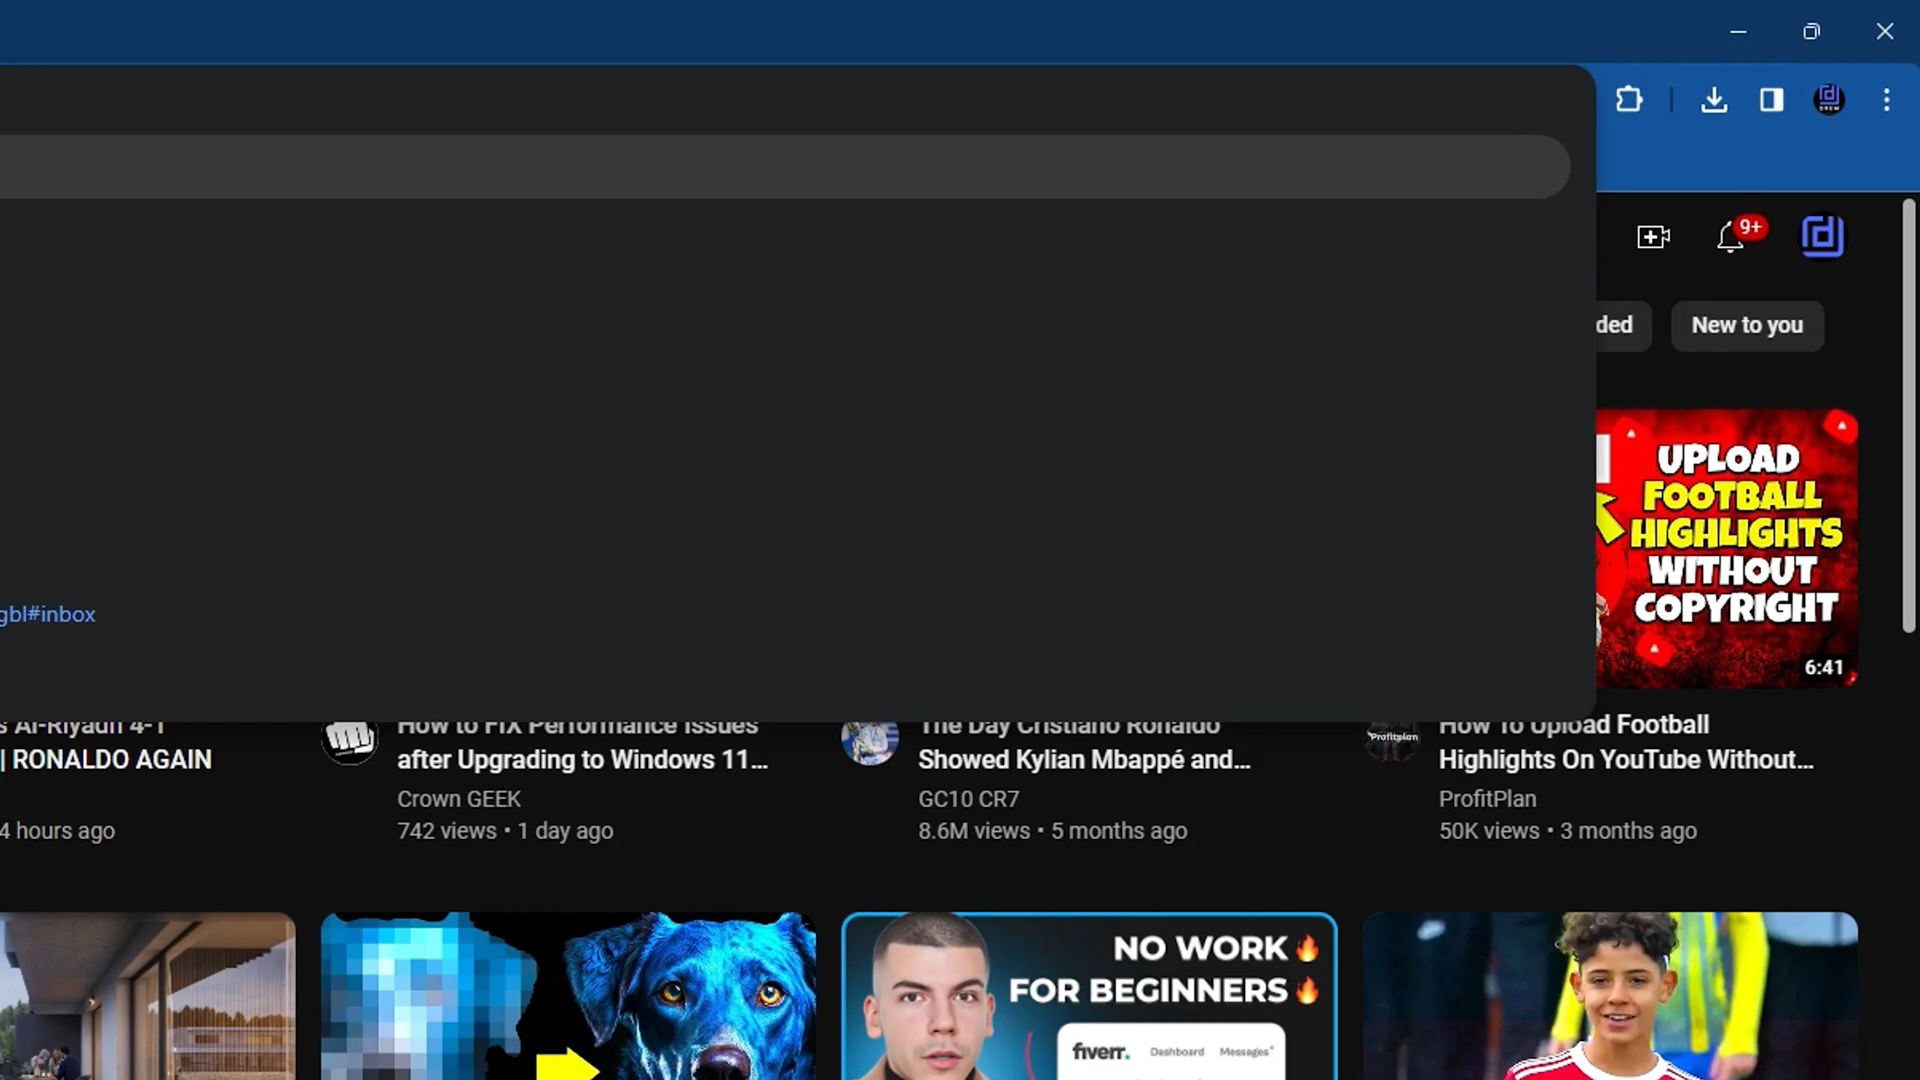 DREW
9+
ded
New to you
UPLOAD
FOOTBALL
HIGHLIGHTS
WITHOUT
COPYRIGHT
6:41
gbl#inbox
s Al-Riyadh 4-1
| RONALDO AGAIN
4 hours ago
How to FIX Performance Issues
after Upgrading to Windows 11...
Crown GEEK
742 views • 1 day ago
The Day Cristiano Ronaldo
Showed Kylian Mbappé and...
GC10 CR7
8.6M views • 5 months ago
Profitplan
How To Upload Football
Highlights On YouTube Without...
ProfitPlan
50K views • 3 months ago
NO WORK🔥
FOR BEGINNERS🔥
fiverr. Dashboard Messages